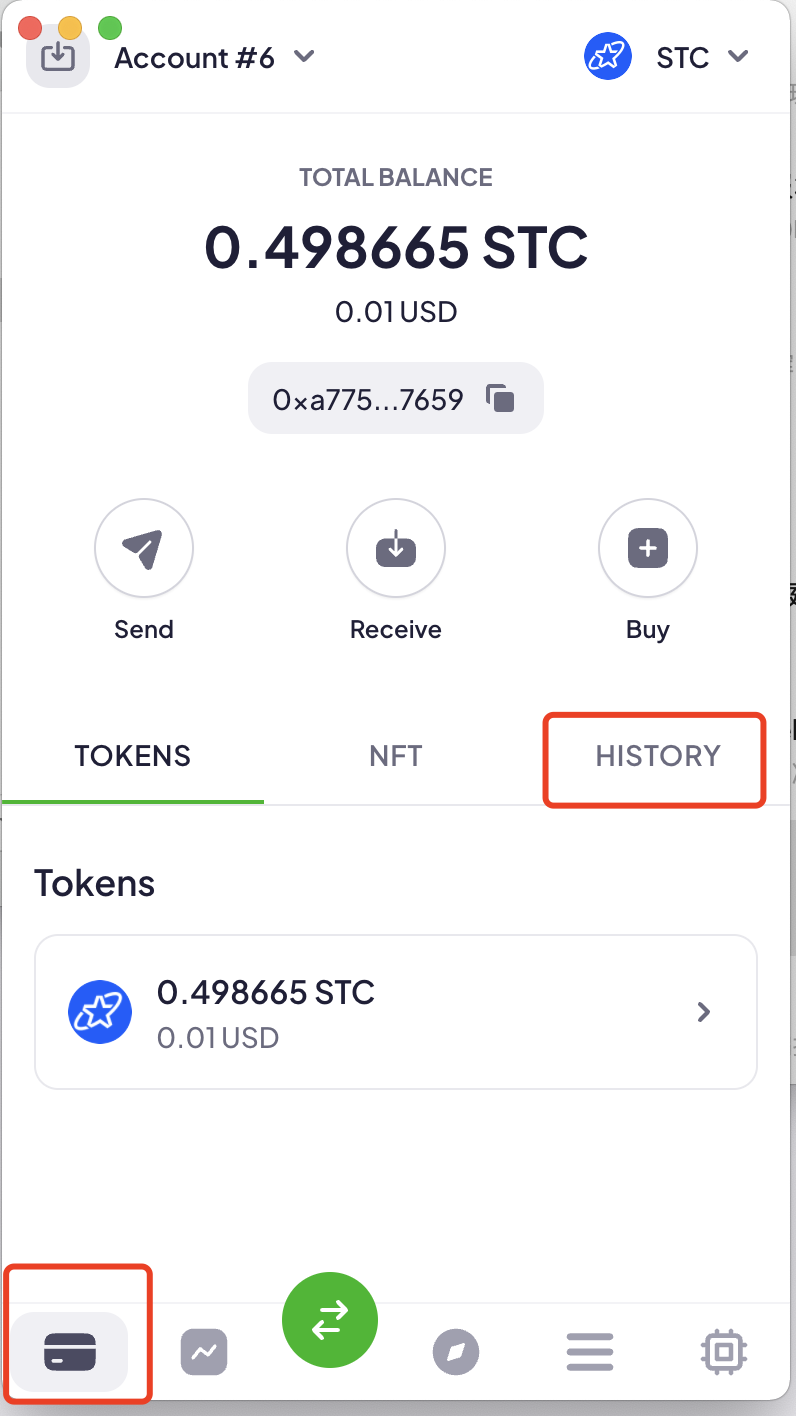 Account #6
STC
TOTAL BALANCE
0.498665 STC
0.01 USD
0xa775...7659
Send
Receive
Buy
TOKENS
NFT
HISTORY
Tokens
0.498665 STC
0.01 USD